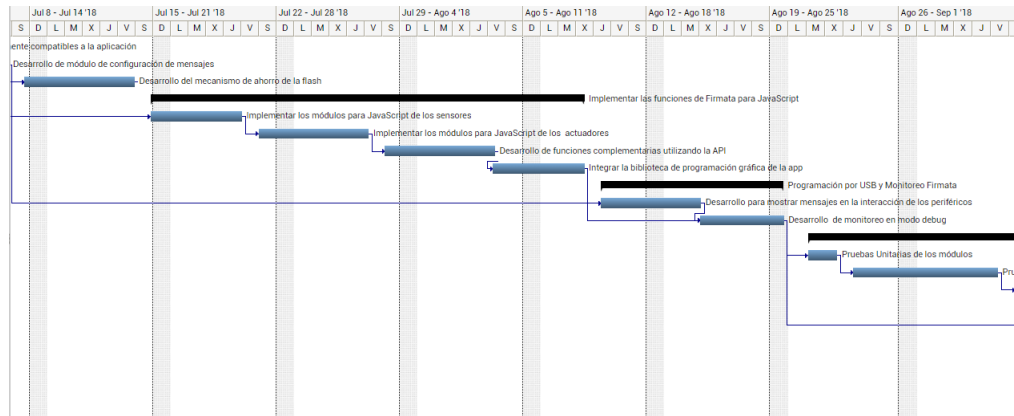 Jul 8 - Jul 14 '18 Jul 15 - Jul 21 '18 Jul 22 - Jul 28 '18 Jul 29 - Ago 4 '18 Ago 5 - Ago 11 '18 Ago 12 - Ago 18 '18 Ago 19 - Ago 25 '18 Ago 26 - Sep 1 '18
S D L M X J V S D L M X J V S D L M X J V S D L M X J V S D L M X J V S D L M X J V S D L M X J V S D L M X J V
ente compatibles a la aplicación
Desarrollo de módulo de configuración de mensajes
Desarrollo del mecanismo de ahorro de la flash
Implementar las funciones de Firmata para JavaScript
Implementar los módulos para JavaScript de los sensores
Implementar los módulos para JavaScript de los actuadores
Desarrollo de funciones complementarias utilizando la API
Integrar la biblioteca de programación gráfica de la app
Programación por USB y Monitoreo Firmata
Desarrollo para mostrar mensajes en la interacción de los periféricos
Desarrollo de monitoreo en modo debug
Pruebas Unitarias de los módulos
Pru